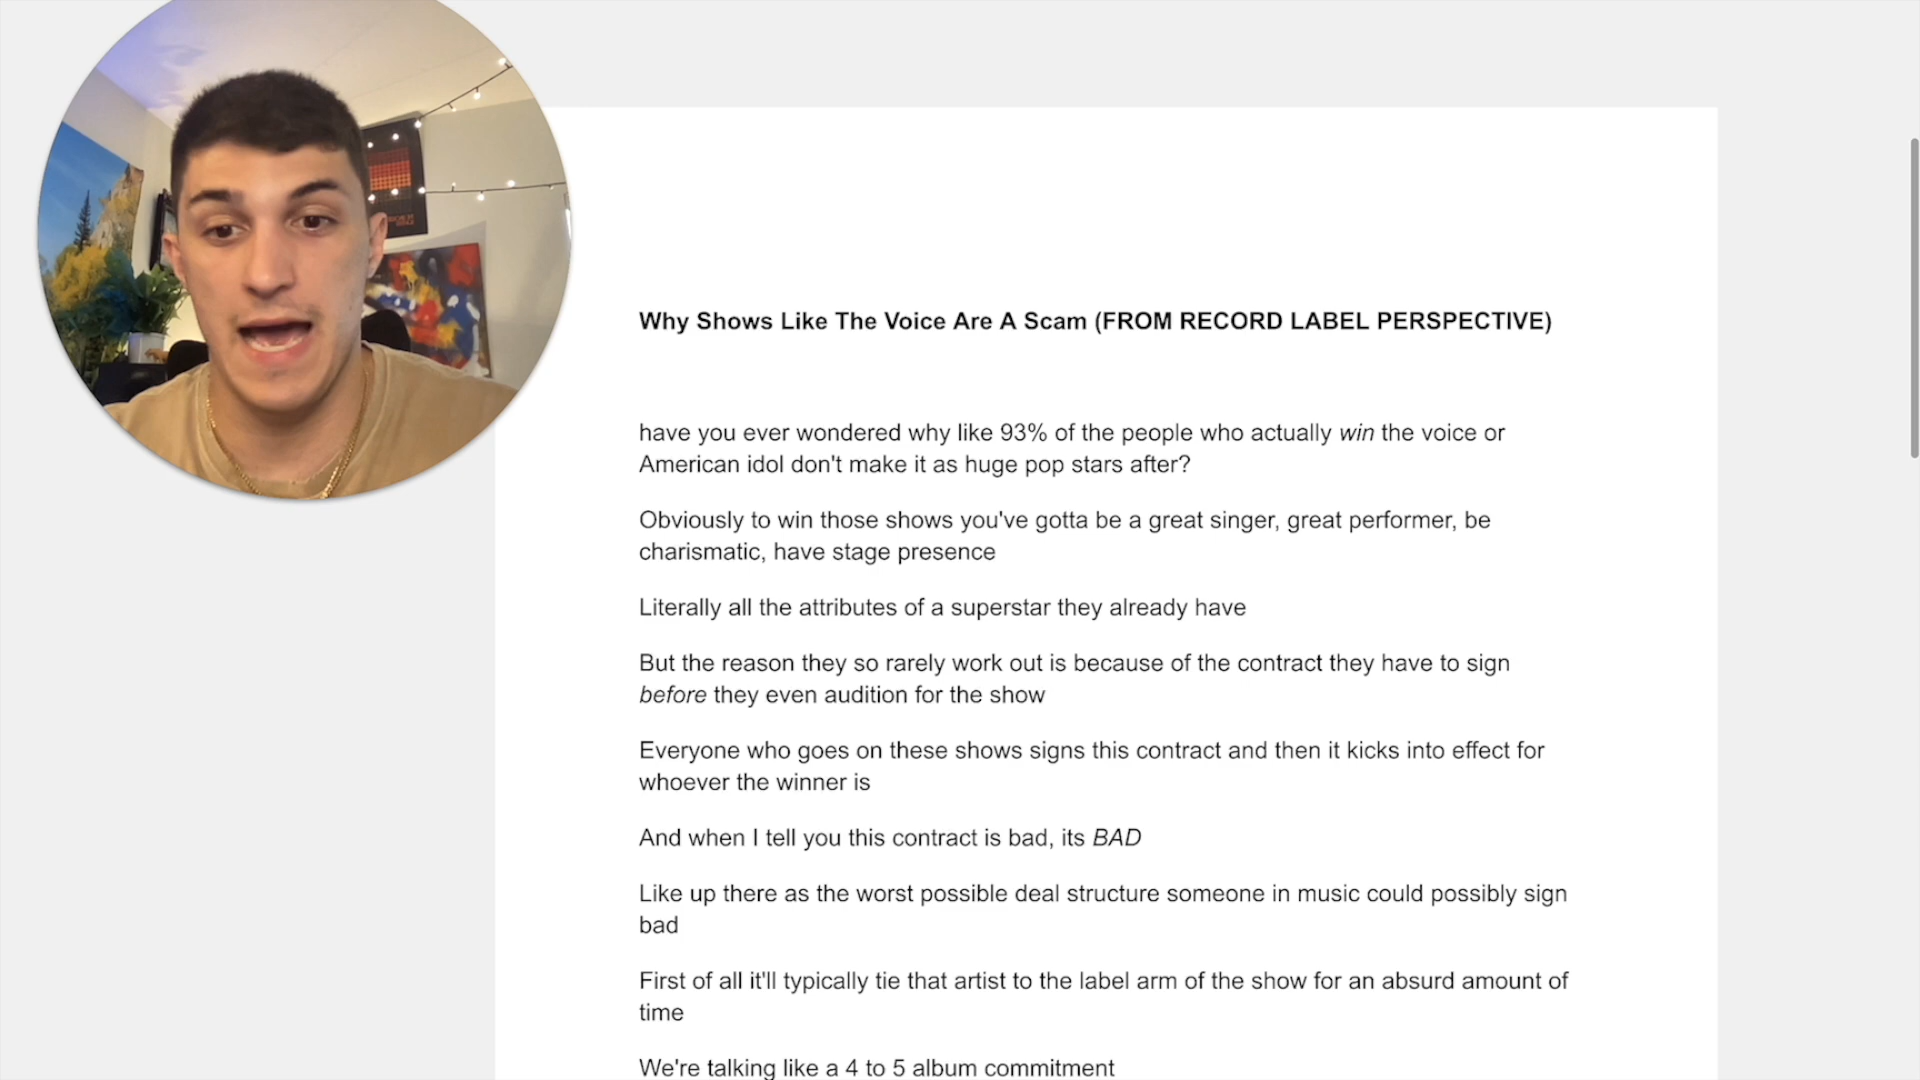 Why Shows Like The Voice Are A Scam (FROM RECORD LABEL PERSPECTIVE)
have you ever wondered why like 93% of the people who actually win the voice or
American idol don't make it as huge pop stars after?
Obviously to win those shows you've gotta be a great singer, great performer, be
charismatic, have stage presence
Literally all the attributes of a superstar they already have
But the reason they so rarely work out is because of the contract they have to sign
before they even audition for the show
Everyone who goes on these shows signs this contract and then it kicks into effect for
whoever the winner is
And when I tell you this contract is bad, its BAD
Like up there as the worst possible deal structure someone in music could possibly sign
bad
First of all it'll typically tie that artist to the label arm of the show for an absurd amount of
time
We're talking like a 4 to 5 album commitment